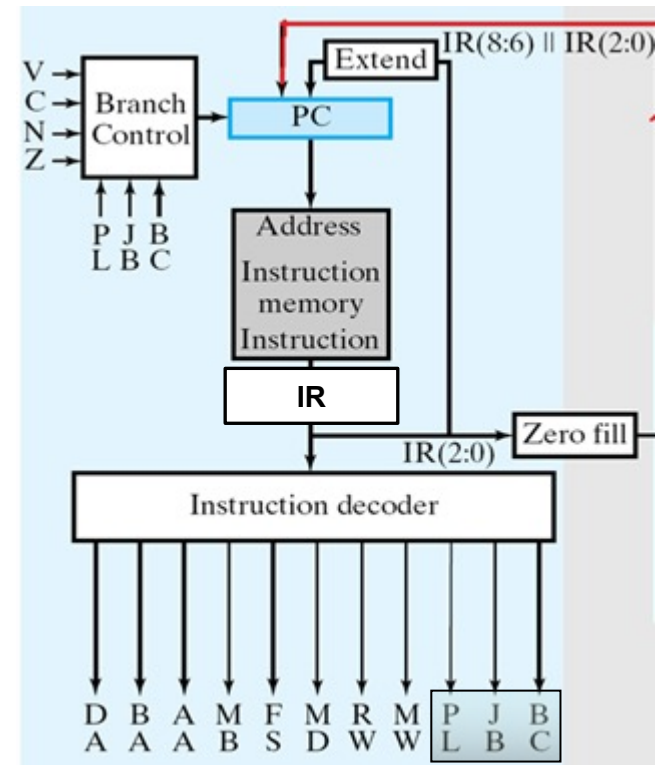 IR(8:6) || IR(2:0)
Extend
V
C
N
Z
Branch
Control
PC
P J B
L B C
Address
Instruction
memory
Instruction
IR
IR(2:0)
Zero fill
Instruction decoder
D B A M F M R M P J B
A A A B S D W W L B C